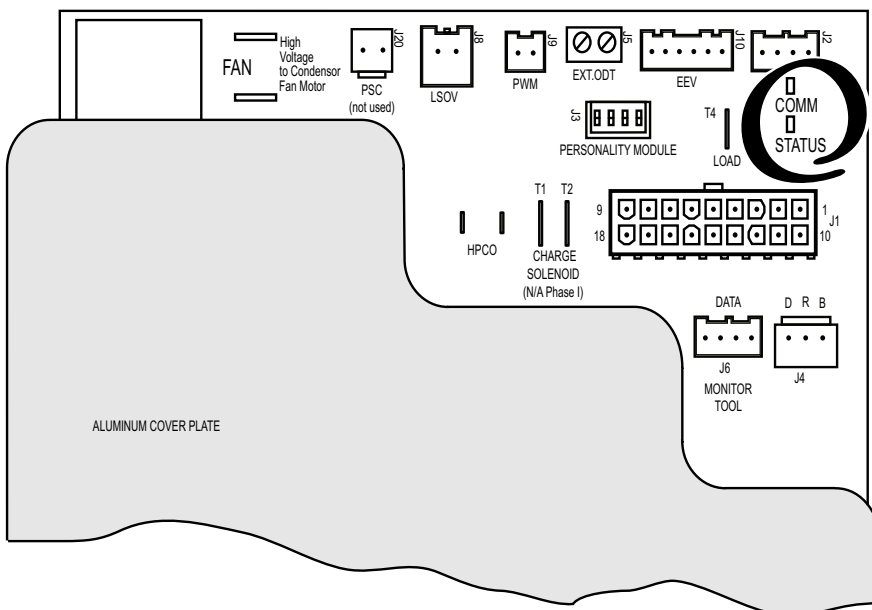 FAN
High
Voltage
to Condensor
Fan Motor
J20
PSC
(not used)
J8
LSOV
J9
PWM
J5
EXT.ODT
J10
EEV
J2
COMM
STATUS
J3
PERSONALITY MODULE
T4
LOAD
HPCO
T1 T2
CHARGE
SOLENOID
(N/A Phase I)
9 1
J1
18 10
DATA
J6
MONITOR
TOOL
D R B
J4
ALUMINUM COVER PLATE